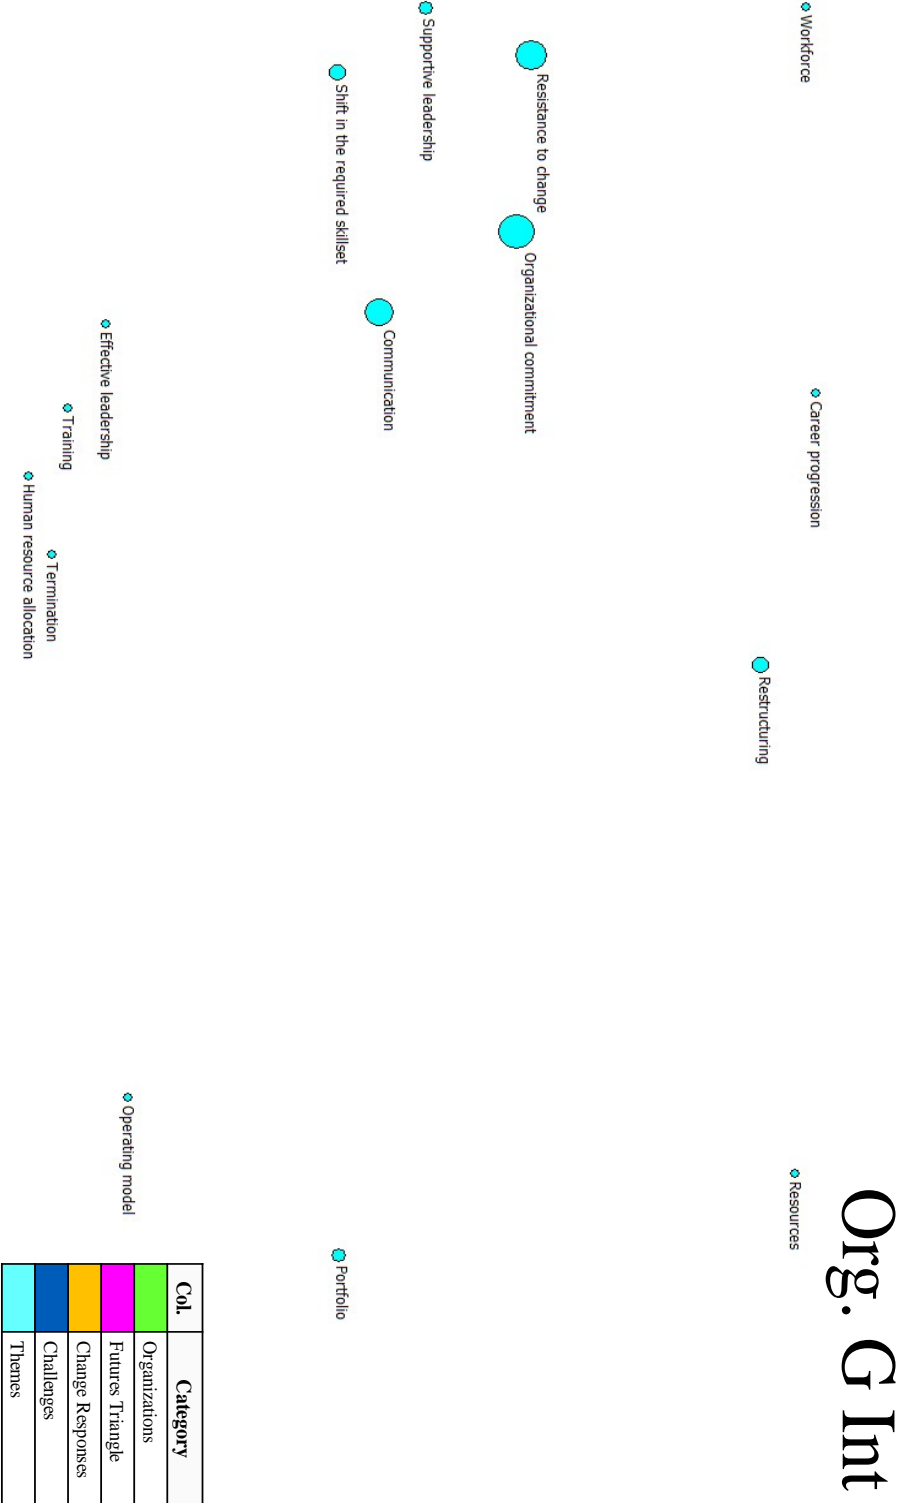 Org. G Int
Workforce
Career progression
Resources
Restructuring
Resistance to change
Organizational commitment
Supportive leadership
Communication
Shift in the required skillset
Portfolio
Operating model
Effective leadership
Training
Termination
Human resource allocation
Col. Category
Organizations
Futures Triangle
Change Responses
Challenges
Themes